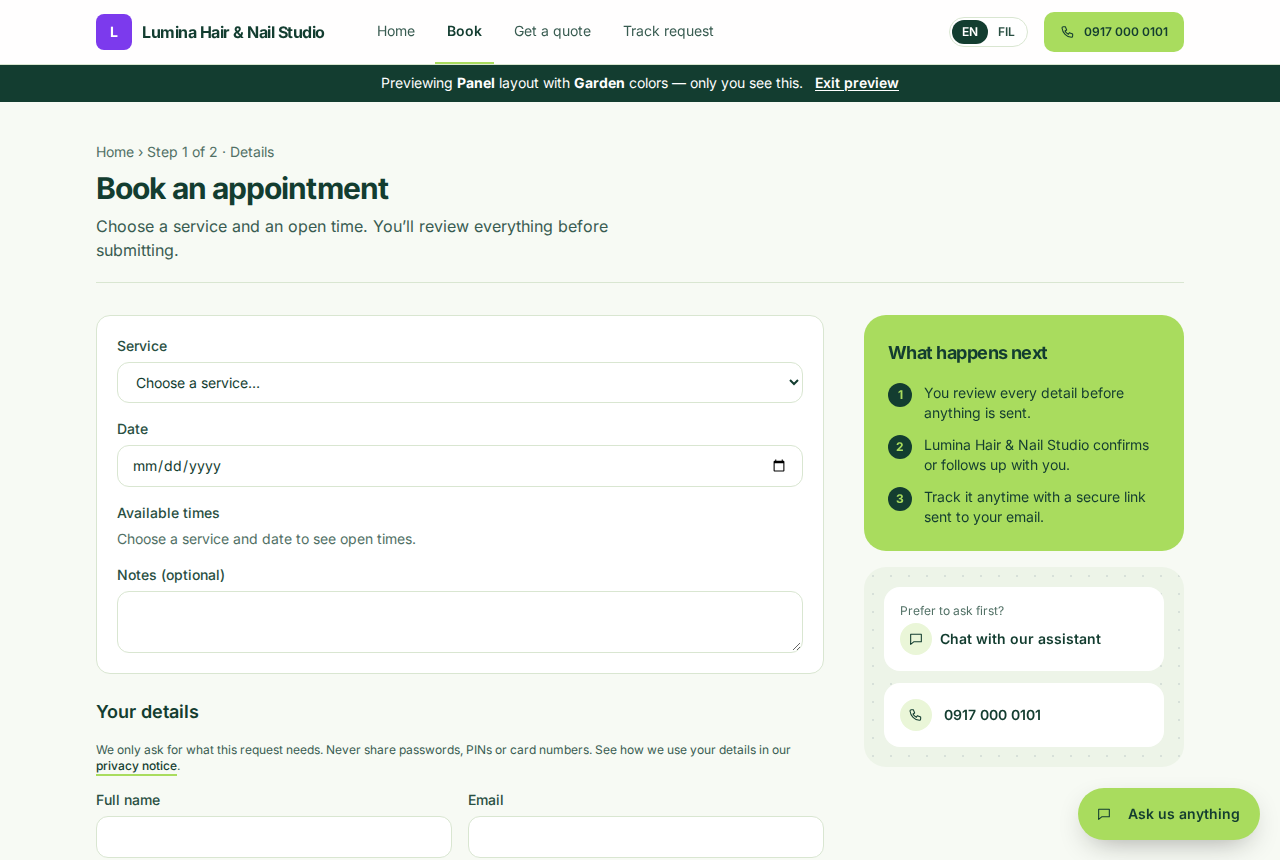 L
Lumina Hair & Nail Studio
Home
Book
Get a quote
Track request
EN
FIL
0917 000 0101
Previewing Panel layout with Garden colors — only you see this. Exit preview
Home › Step 1 of 2 · Details
Book an appointment
Choose a service and an open time. You’ll review everything before
submitting.
Service
Choose a service...
Date
mm/dd/yyyy
Available times
Choose a service and date to see open times.
Notes (optional)
What happens next
1 You review every detail before
anything is sent.
2 Lumina Hair & Nail Studio confirms
or follows up with you.
3 Track it anytime with a secure link
sent to your email.
Prefer to ask first?
Chat with our assistant
0917 000 0101
Your details
We only ask for what this request needs. Never share passwords, PINs or card numbers. See how we use your details in our
privacy notice.
Full name
Email
Ask us anything